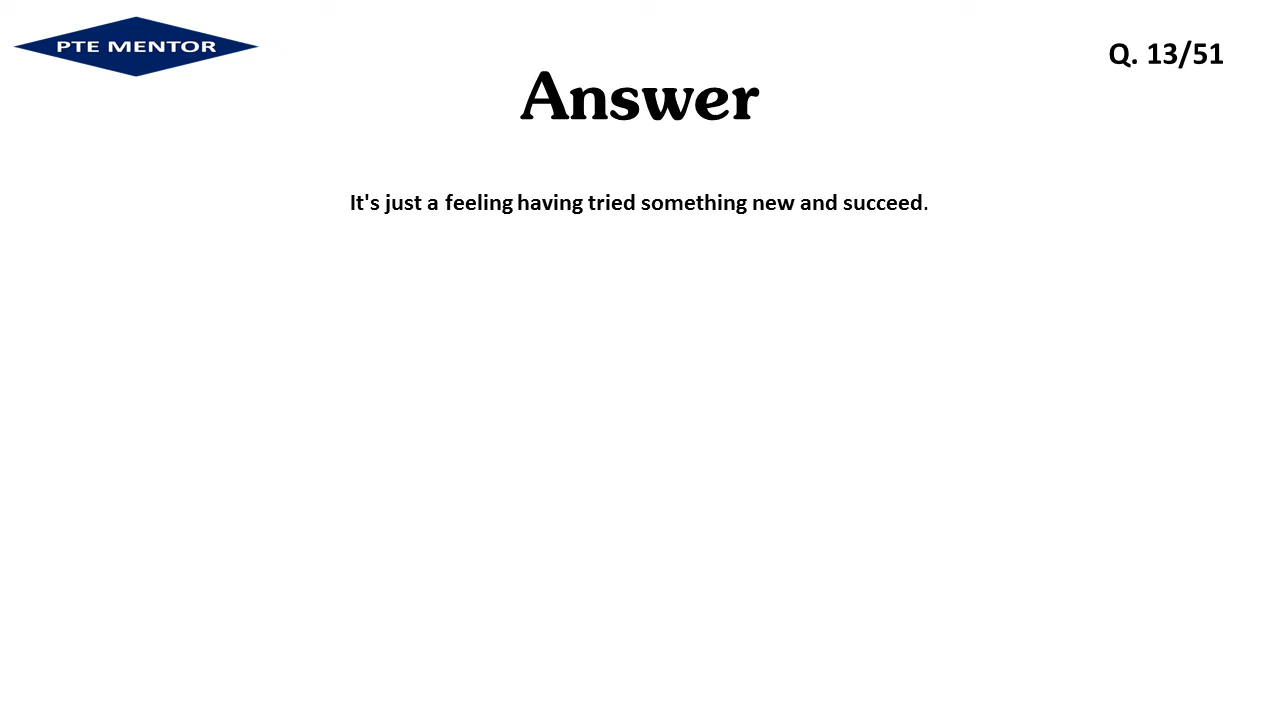 PTE MENTOR
Q. 13/51
Answer
It's just a feeling having tried something new and succeed.